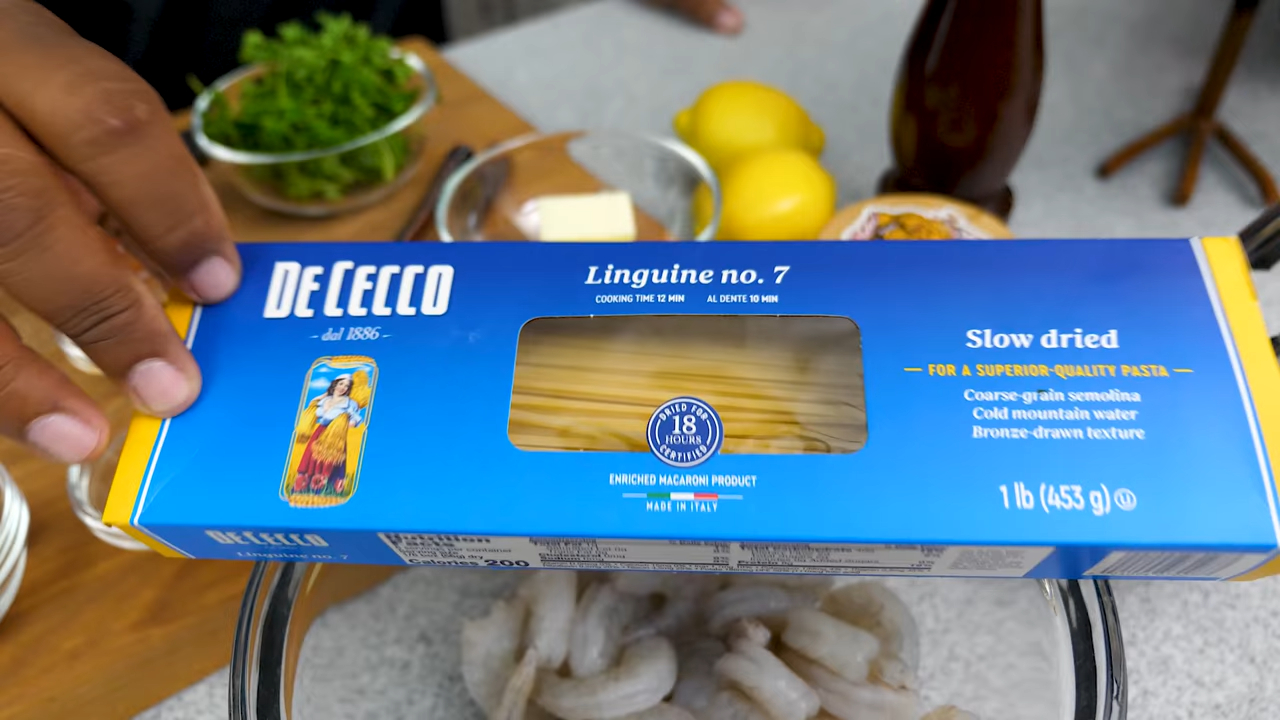 DE CECCO
- dal 1886 -
Linguine no. 7
COOKING TIME 12 MIN AL DENTE 10 MIN
DRIED FOR
18
HOURS
CERTIFIED
ENRICHED MACARONI PRODUCT
MADE IN ITALY
Slow dried
— FOR A SUPERIOR-QUALITY PASTA —
Coarse-grain semolina
Cold mountain water
Bronze-drawn texture
1 lb (453 g) U
DE CECCO
Linguine no. 7
Nutrition
Facts
Calories 200